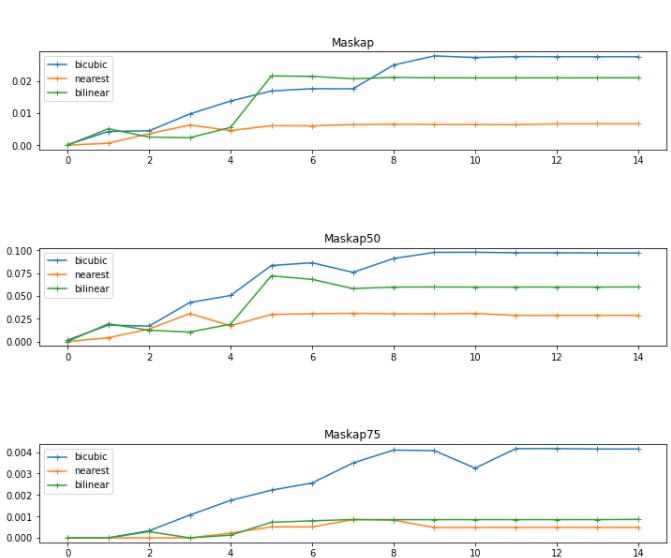 Maskap
bicubic
nearest
bilinear
0.02
0.01
0.00
0 2 4 6 8 10 12 14
Maskap50
0.100
bicubic
0.075
nearest
bilinear
0.050
0.025
0.000
0 2 4 6 8 10 12 14
Maskap75
bicubic
0.004
nearest
bilinear
0.003
0.002
0.001
0.000
0 2 4 6 8 10 12 14